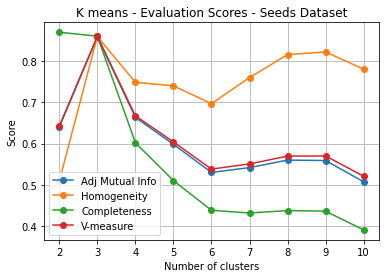 K means - Evaluation Scores - Seeds Dataset
Score
0.8
0.7
0.6
0.5
0.4
Adj Mutual Info
Homogeneity
Completeness
V-measure
2 3 4 5 6 7 8 9 10
Number of clusters